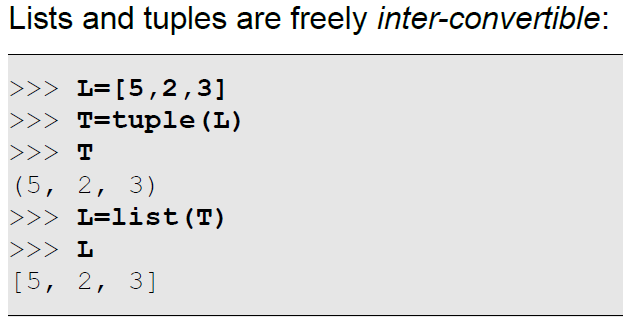 Lists and tuples are freely inter-convertible:
>>> L=[5,2,3]
>>> T=tuple(L)
>>> T
(5, 2, 3)
>>> L=list(T)
>>> L
[5, 2, 3]